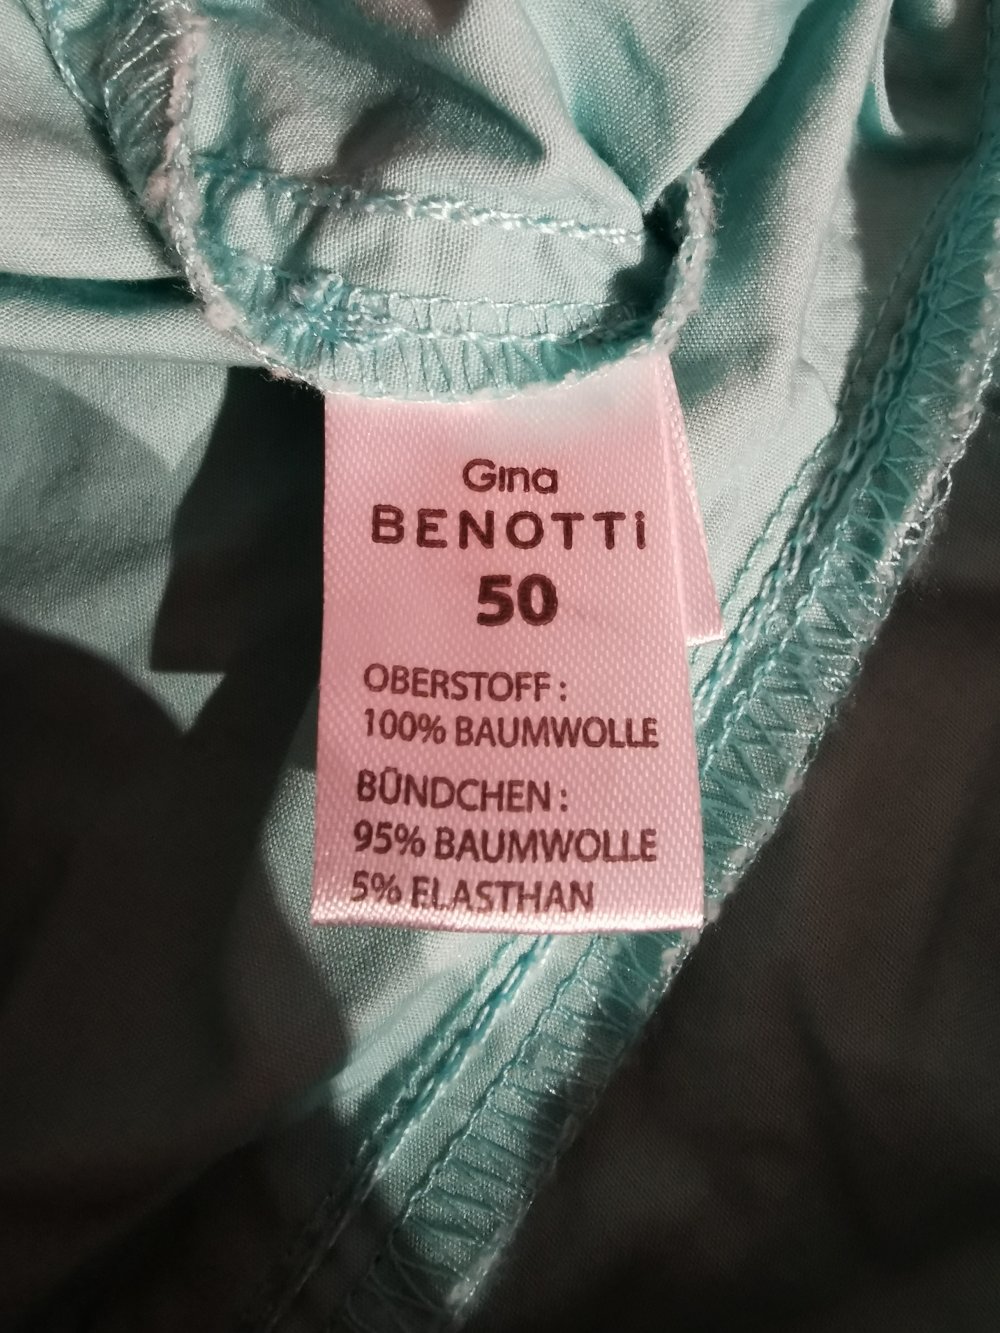 Gina
BENOTTi
50
OBERSTOFF :
100% BAUMWOLLE
BÜNDCHEN :
95% BAUMWOLLE
5% ELASTHAN